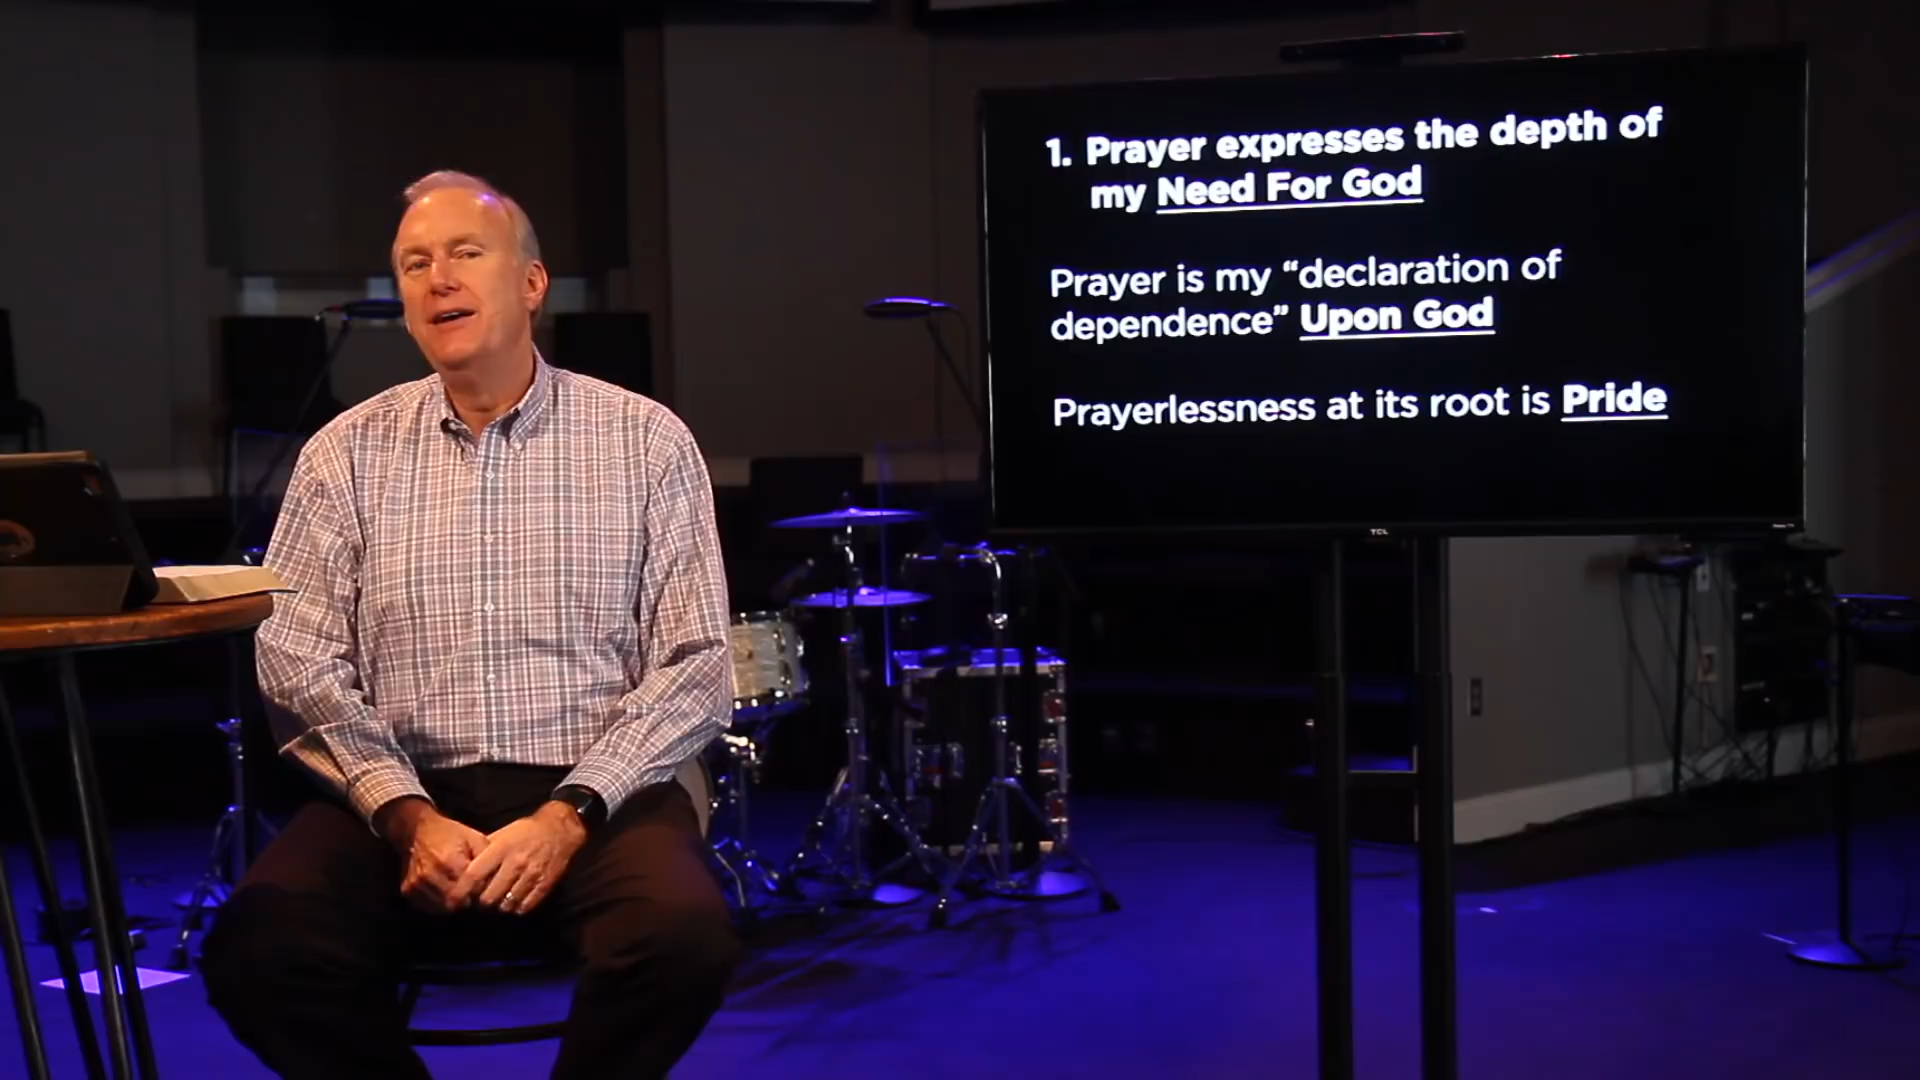 1. Prayer expresses the depth of
my Need For God
Prayer is my “declaration of
dependence” Upon God
Prayerlessness at its root is Pride
TCL